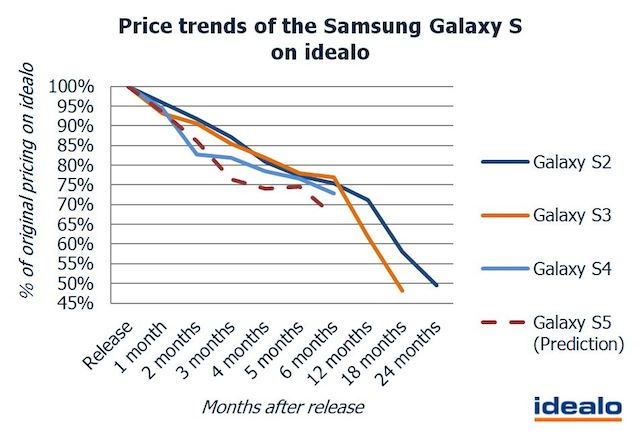 Price trends of the Samsung Galaxy S
on idealo
% of original pricing on idealo
100%
95%
90%
85%
80%
75%
70%
65%
60%
55%
50%
45%
Release
1 month
2 months
3 months
4 months
5 months
6 months
12 months
18 months
24 months
Months after release
Galaxy S2
Galaxy S3
Galaxy S4
Galaxy S5
(Prediction)
idealo